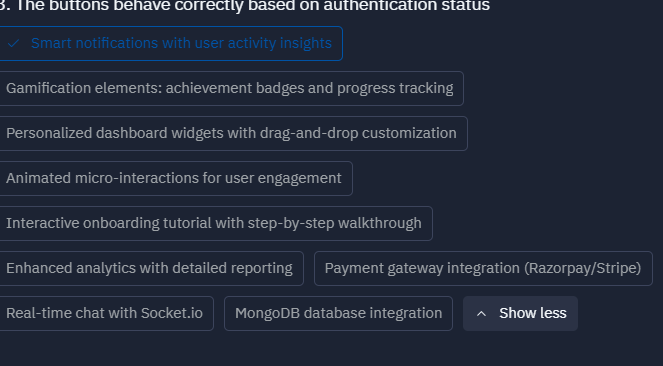 3. The buttons behave correctly based on authentication status
Smart notifications with user activity insights
Gamification elements: achievement badges and progress tracking
Personalized dashboard widgets with drag-and-drop customization
Animated micro-interactions for user engagement
Interactive onboarding tutorial with step-by-step walkthrough
Enhanced analytics with detailed reporting Payment gateway integration (Razorpay/Stripe)
Real-time chat with Socket.io MongoDB database integration Show less